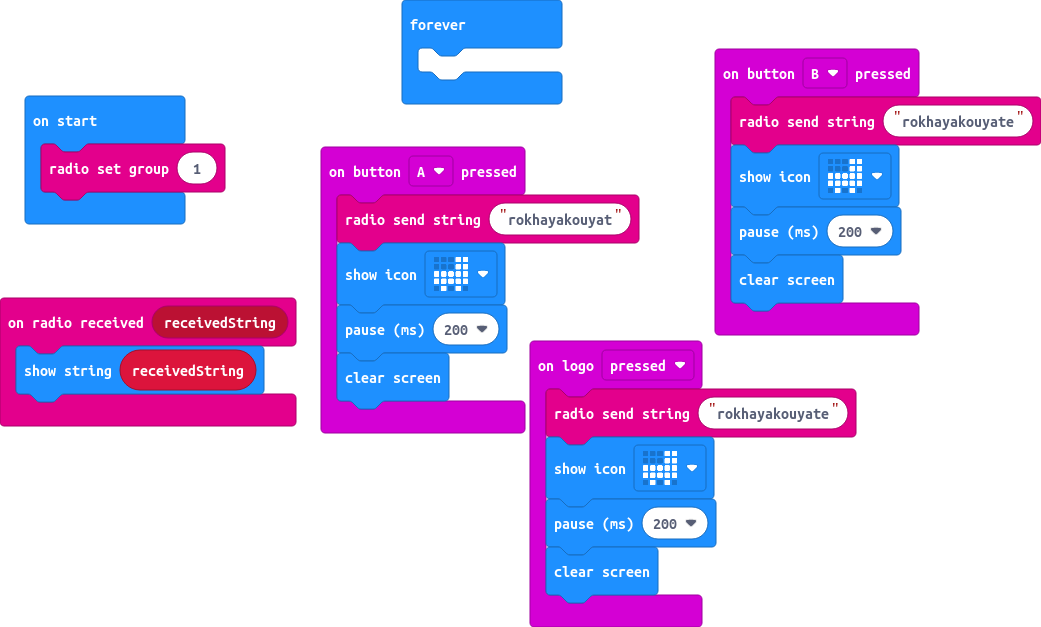 forever
on start
radio set group 1
on radio received receivedString
show string receivedString
on button A pressed
radio send string "rokhayakouyat"
show icon
pause (ms) 200
clear screen
on button B pressed
radio send string "rokhayakouyate"
show icon
pause (ms) 200
clear screen
on logo pressed
radio send string "rokhayakouyate"
show icon
pause (ms) 200
clear screen